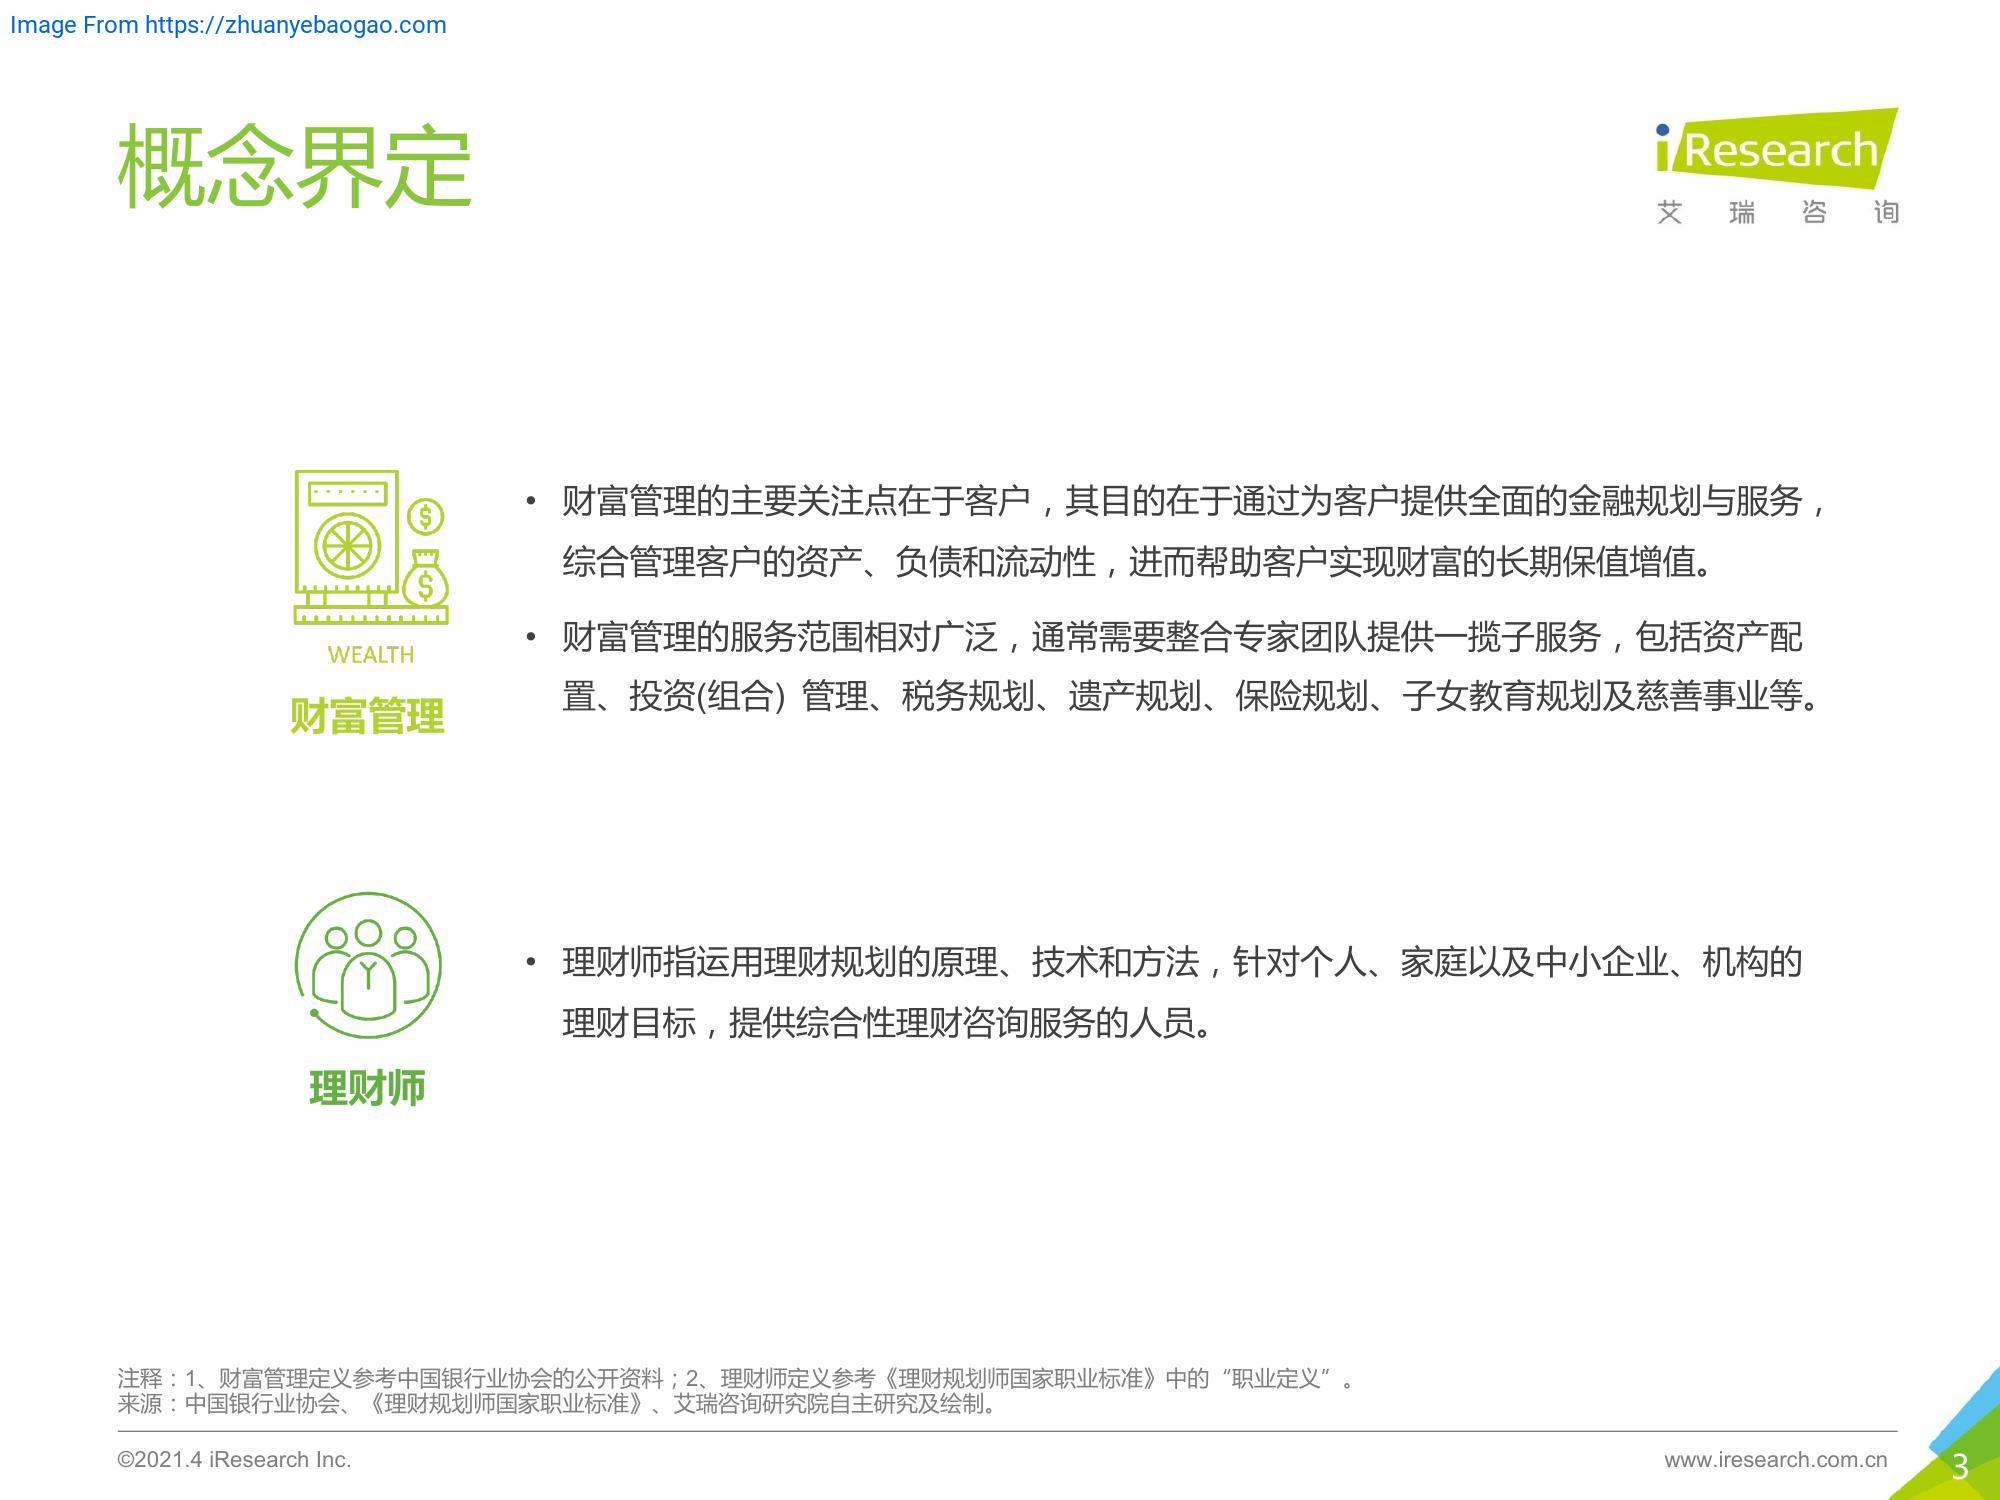 Image From https://zhuanyebaogao.com
概念界定
iResearch
艾瑞咨询
• 财富管理的主要关注点在于客户，其目的在于通过为客户提供全面的金融规划与服务，
综合管理客户的资产、负债和流动性，进而帮助客户实现财富的长期保值增值。
• 财富管理的服务范围相对广泛，通常需要整合专家团队提供一揽子服务，包括资产配
置、投资(组合) 管理、税务规划、遗产规划、保险规划、子女教育规划及慈善事业等。
WEALTH
财富管理
• 理财师指运用理财规划的原理、技术和方法，针对个人、家庭以及中小企业、机构的
理财目标，提供综合性理财咨询服务的人员。
理财师
注释：1、财富管理定义参考中国银行业协会的公开资料；2、理财师定义参考《理财规划师国家职业标准》中的“职业定义”。
来源：中国银行业协会、《理财规划师国家职业标准》、艾瑞咨询研究院自主研究及绘制。
©2021.4 iResearch Inc.
www.iresearch.com.cn
3